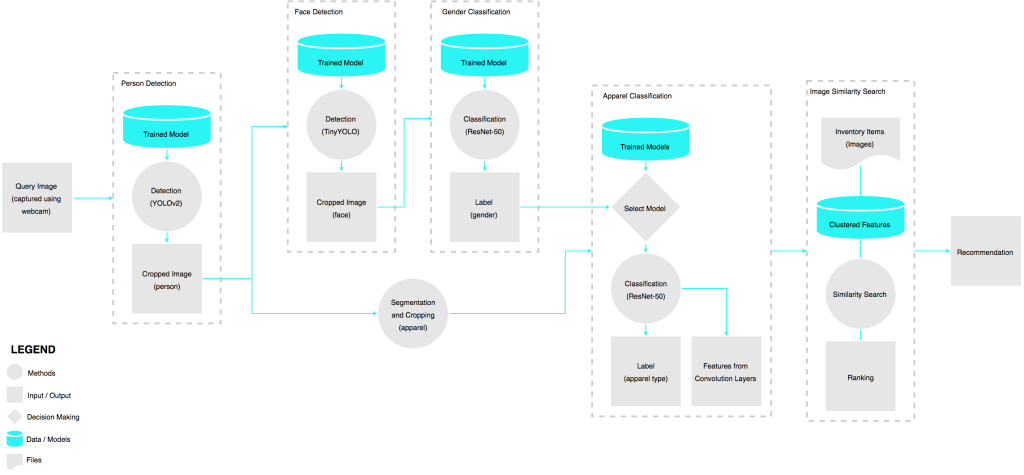 Query Image
(captured using
webcam)
Person Detection
Trained Model
Detection
(YOLOv2)
Cropped Image
(person)
Face Detection
Trained Model
Detection
(TinyYOLO)
Cropped Image
(face)
Gender Classification
Trained Model
Classification
(ResNet-50)
Label
(gender)
Segmentation
and Cropping
(apparel)
Apparel Classification
Trained Models
Select Model
Classification
(ResNet-50)
Label
(apparel type)
Features from
Convolution Layers
Image Similarity Search
Inventory Items
(Images)
Clustered Features
Similarity Search
Ranking
Recommendation
LEGEND
Methods
Input / Output
Decision Making
Data / Models
Files